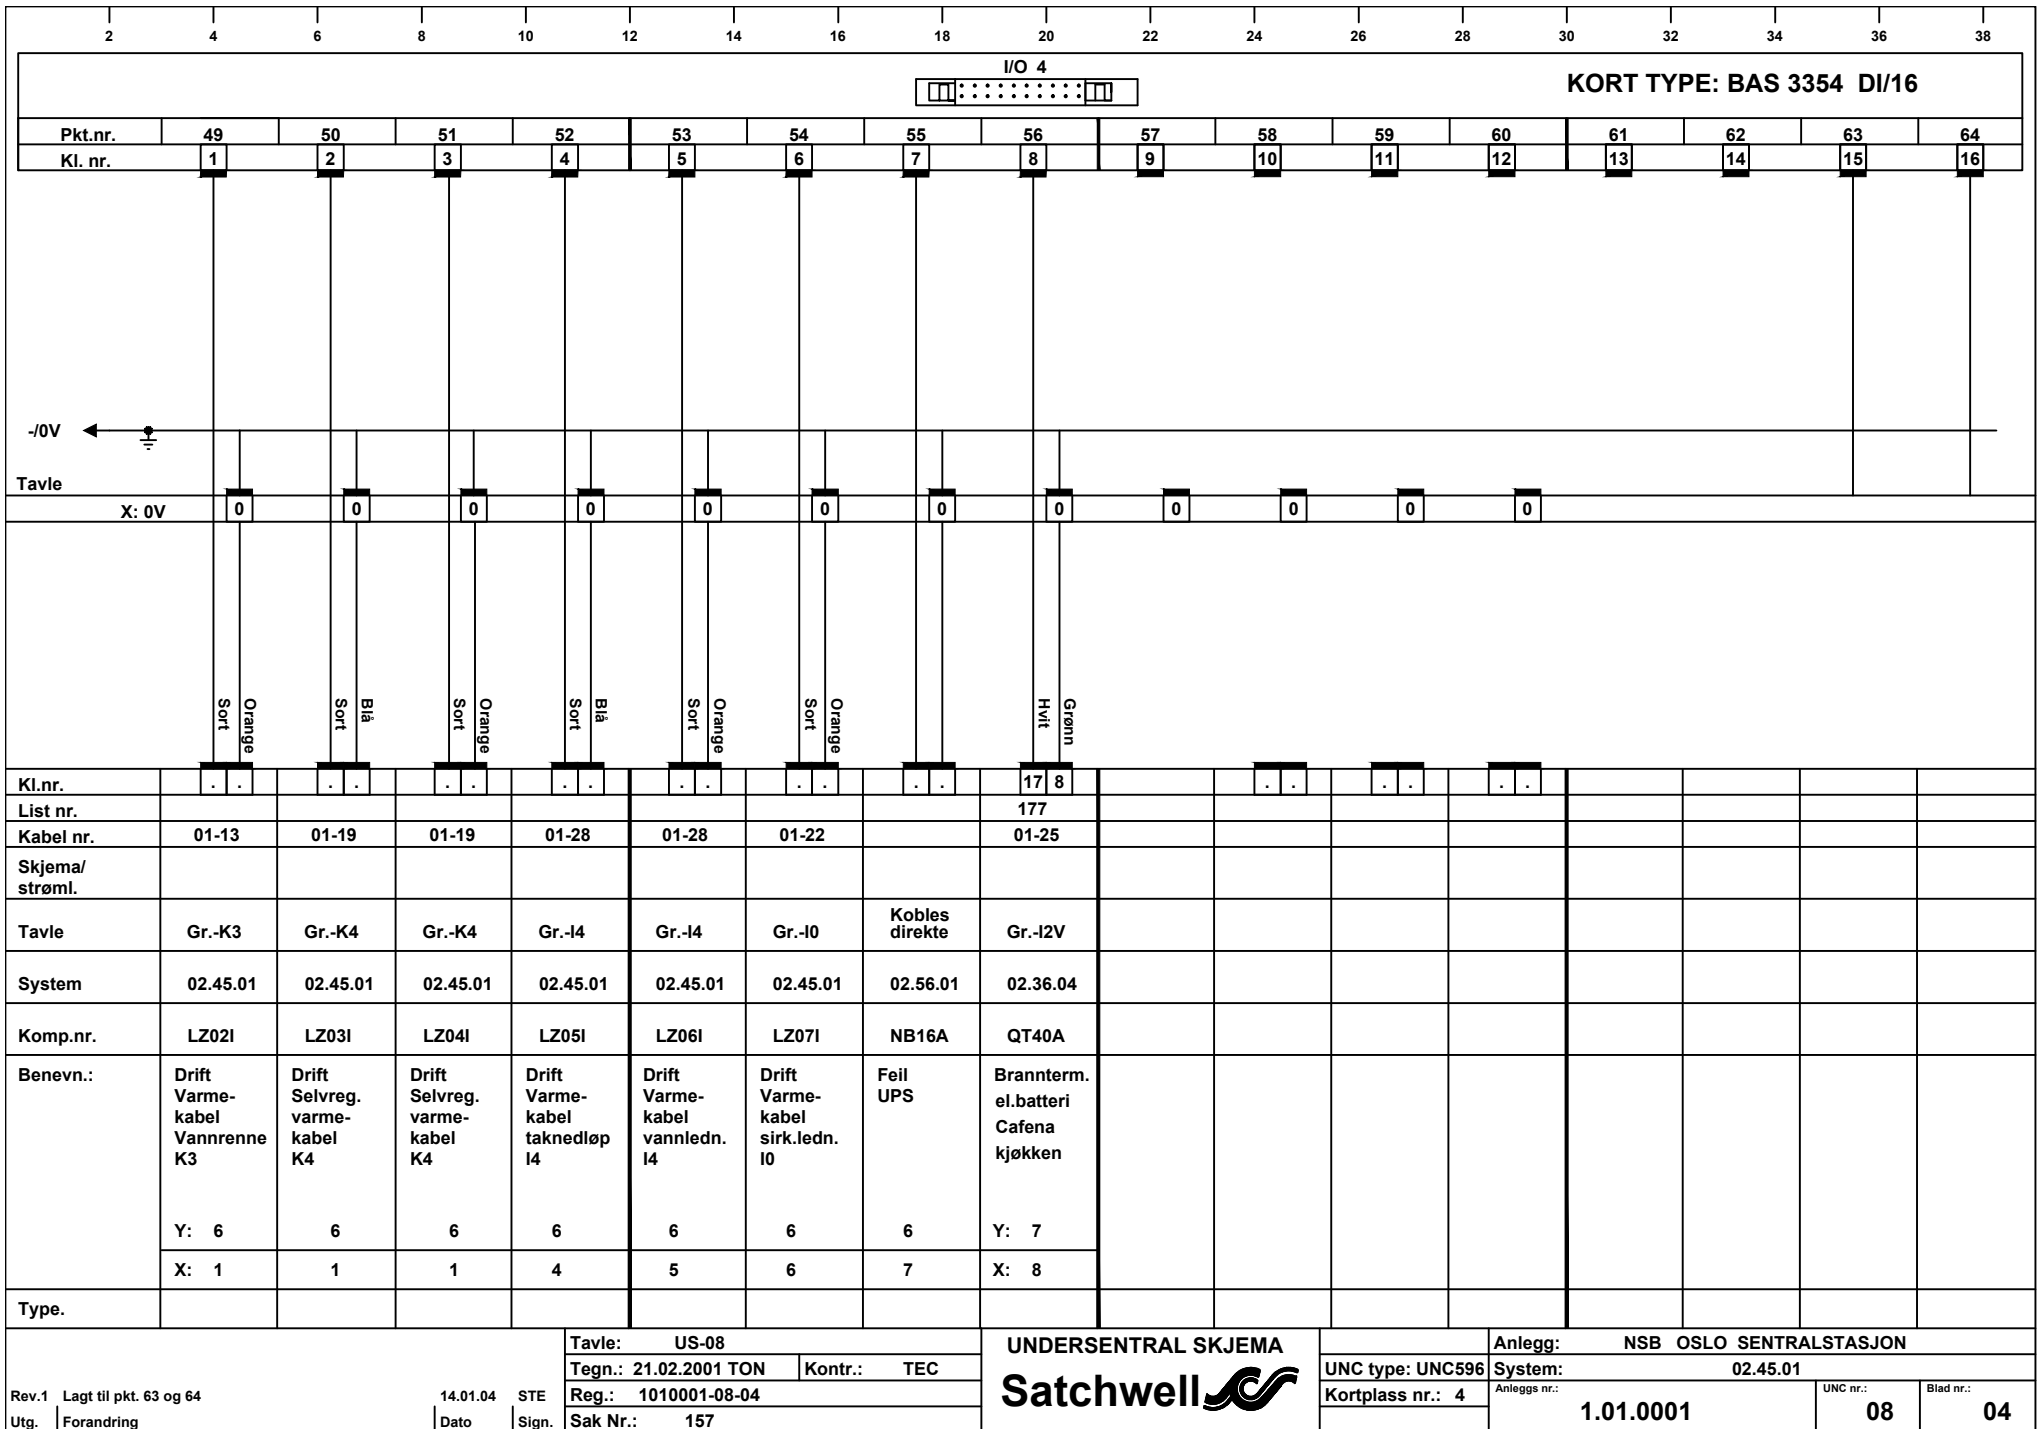 2 4 6 8 10 12 14 16 18 20 22 24 26 28 30 32 34 36 38
I/O 4
KORT TYPE: BAS 3354 DI/16
Pkt.nr. 49 50 51 52 53 54 55 56 57 58 59 60 61 62 63 64
Kl. nr. 1 2 3 4 5 6 7 8 9 10 11 12 13 14 15 16
-/0V
Tavle
X: 0V 0 0 0 0 0 0 0 0 0 0 0 0
Sort Orange Sort Blå Sort Orange Sort Blå Sort Orange Sort Orange Hvit Grønn
Kl.nr. . . . . . . . . . . . . . . 17 8 . . . . . .
List nr. 177
Kabel nr. 01-13 01-19 01-19 01-28 01-28 01-22 01-25
Skjema/
strøml.
Tavle Gr.-K3 Gr.-K4 Gr.-K4 Gr.-I4 Gr.-I4 Gr.-I0 Kobles direkte Gr.-I2V
System 02.45.01 02.45.01 02.45.01 02.45.01 02.45.01 02.45.01 02.56.01 02.36.04
Komp.nr. LZ02I LZ03I LZ04I LZ05I LZ06I LZ07I NB16A QT40A
Benevn.: Drift Drift Drift Drift Drift Drift Feil Brannterm.
Varme- Selvreg. Selvreg. Varme- Varme- Varme- UPS el.batteri
kabel varme- varme- kabel kabel kabel Cafena
Vannrenne kabel kabel taknedløp vannledn. sirk.ledn. kjøkken
K3 K4 K4 I4 I4 I0
Y: 6 6 6 6 6 6 6 Y: 7
X: 1 1 1 4 5 6 7 X: 8
Type.
Rev.1 Lagt til pkt. 63 og 64 14.01.04 STE
Utg. Forandring Dato Sign.
Tavle: US-08
Tegn.: 21.02.2001 TON Kontr.: TEC
Reg.: 1010001-08-04
Sak Nr.: 157
UNDERSENTRAL SKJEMA
Satchwell
UNC type: UNC596
Kortplass nr.: 4
Anlegg: NSB OSLO SENTRALSTASJON
System: 02.45.01
Anleggs nr.: 1.01.0001
UNC nr.: 08
Blad nr.: 04